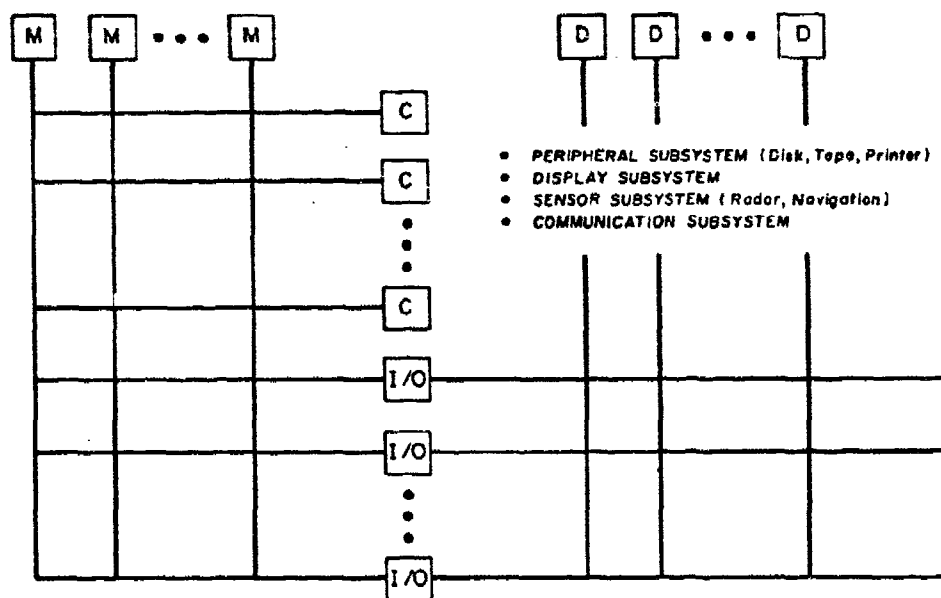 M M • • • M D D • • • D
C
• PERIPHERAL SUBSYSTEM (Disk, Tape, Printer)
C
• DISPLAY SUBSYSTEM
• SENSOR SUBSYSTEM (Radar, Navigation)
• COMMUNICATION SUBSYSTEM
C
I/O
I/O
I/O